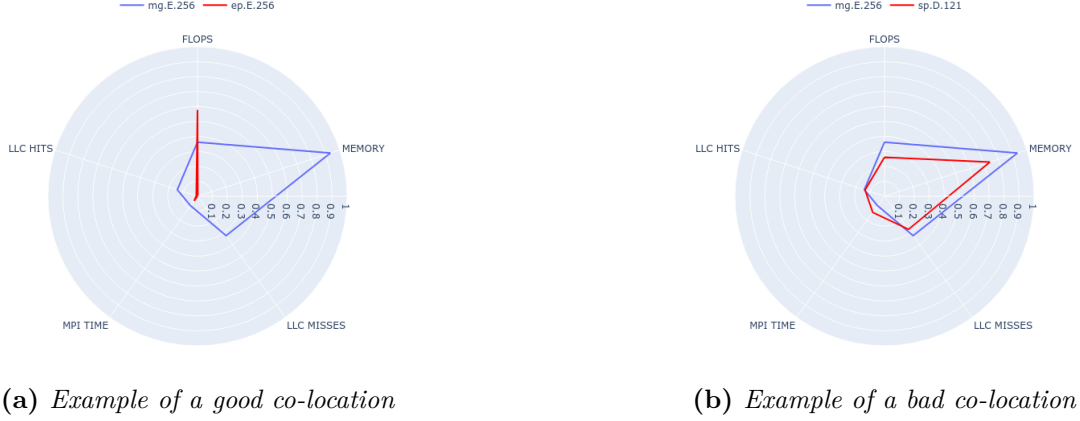 mg.E.256 ep.E.256
FLOPS
LLC HITS
MEMORY
0.1 0.2 0.3 0.4 0.5 0.6 0.7 0.8 0.9 1
MPI TIME
LLC MISSES
(a) Example of a good co-location
mg.E.256 sp.D.121
FLOPS
LLC HITS
MEMORY
0.1 0.2 0.3 0.4 0.5 0.6 0.7 0.8 0.9 1
MPI TIME
LLC MISSES
(b) Example of a bad co-location